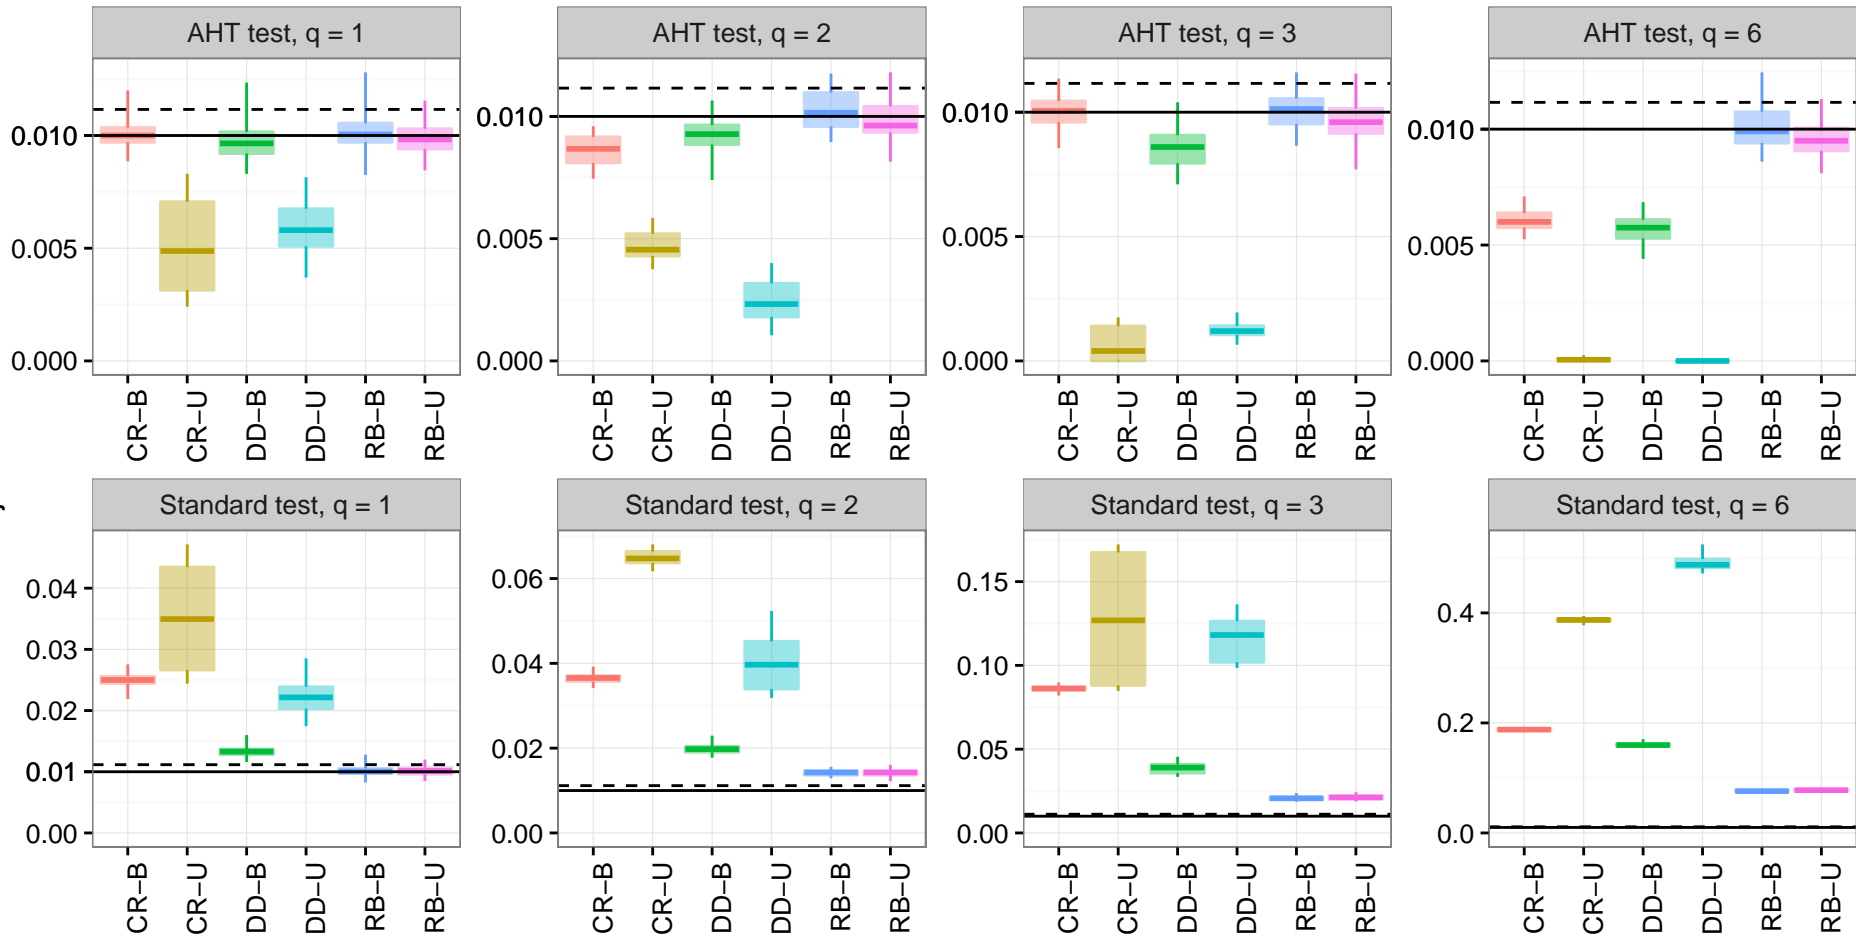 AHT test, q = 1
AHT test, q = 2
AHT test, q = 3
AHT test, q = 6
0.010
0.005
0.000
0.010
0.005
0.000
0.010
0.005
0.000
0.010
0.005
0.000
CR−B
CR−U
DD−B
DD−U
RB−B
RB−U
CR−B
CR−U
DD−B
DD−U
RB−B
RB−U
CR−B
CR−U
DD−B
DD−U
RB−B
RB−U
CR−B
CR−U
DD−B
DD−U
RB−B
RB−U
Standard test, q = 1
Standard test, q = 2
Standard test, q = 3
Standard test, q = 6
0.04
0.03
0.02
0.01
0.00
0.06
0.04
0.02
0.00
0.15
0.10
0.05
0.00
0.4
0.2
0.0
CR−B
CR−U
DD−B
DD−U
RB−B
RB−U
CR−B
CR−U
DD−B
DD−U
RB−B
RB−U
CR−B
CR−U
DD−B
DD−U
RB−B
RB−U
CR−B
CR−U
DD−B
DD−U
RB−B
RB−U